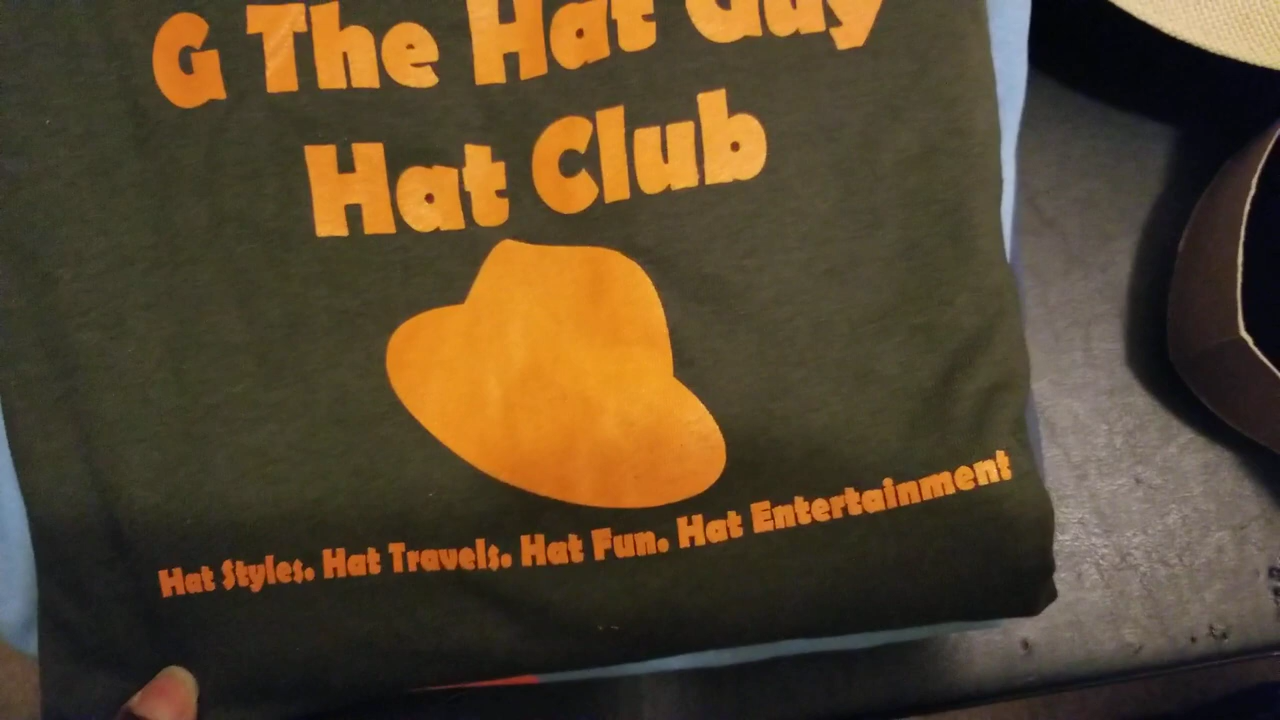 G The Hat Guy
Hat Club
Hat Styles. Hat Travels. Hat Fun. Hat Entertainment